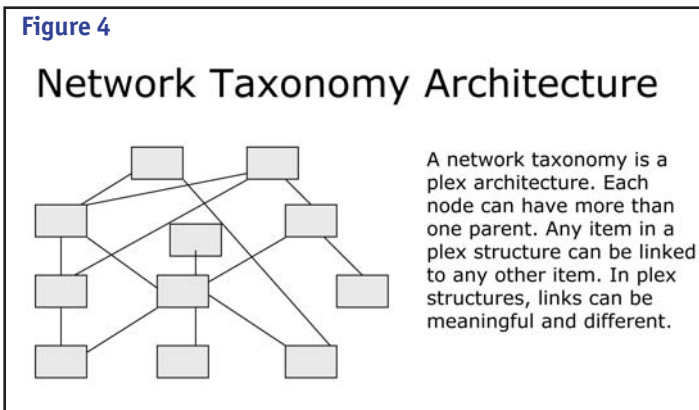 Figure 4
Network Taxonomy Architecture
A network taxonomy is a
plex architecture. Each
node can have more than
one parent. Any item in a
plex structure can be linked
to any other item. In plex
structures, links can be
meaningful and different.